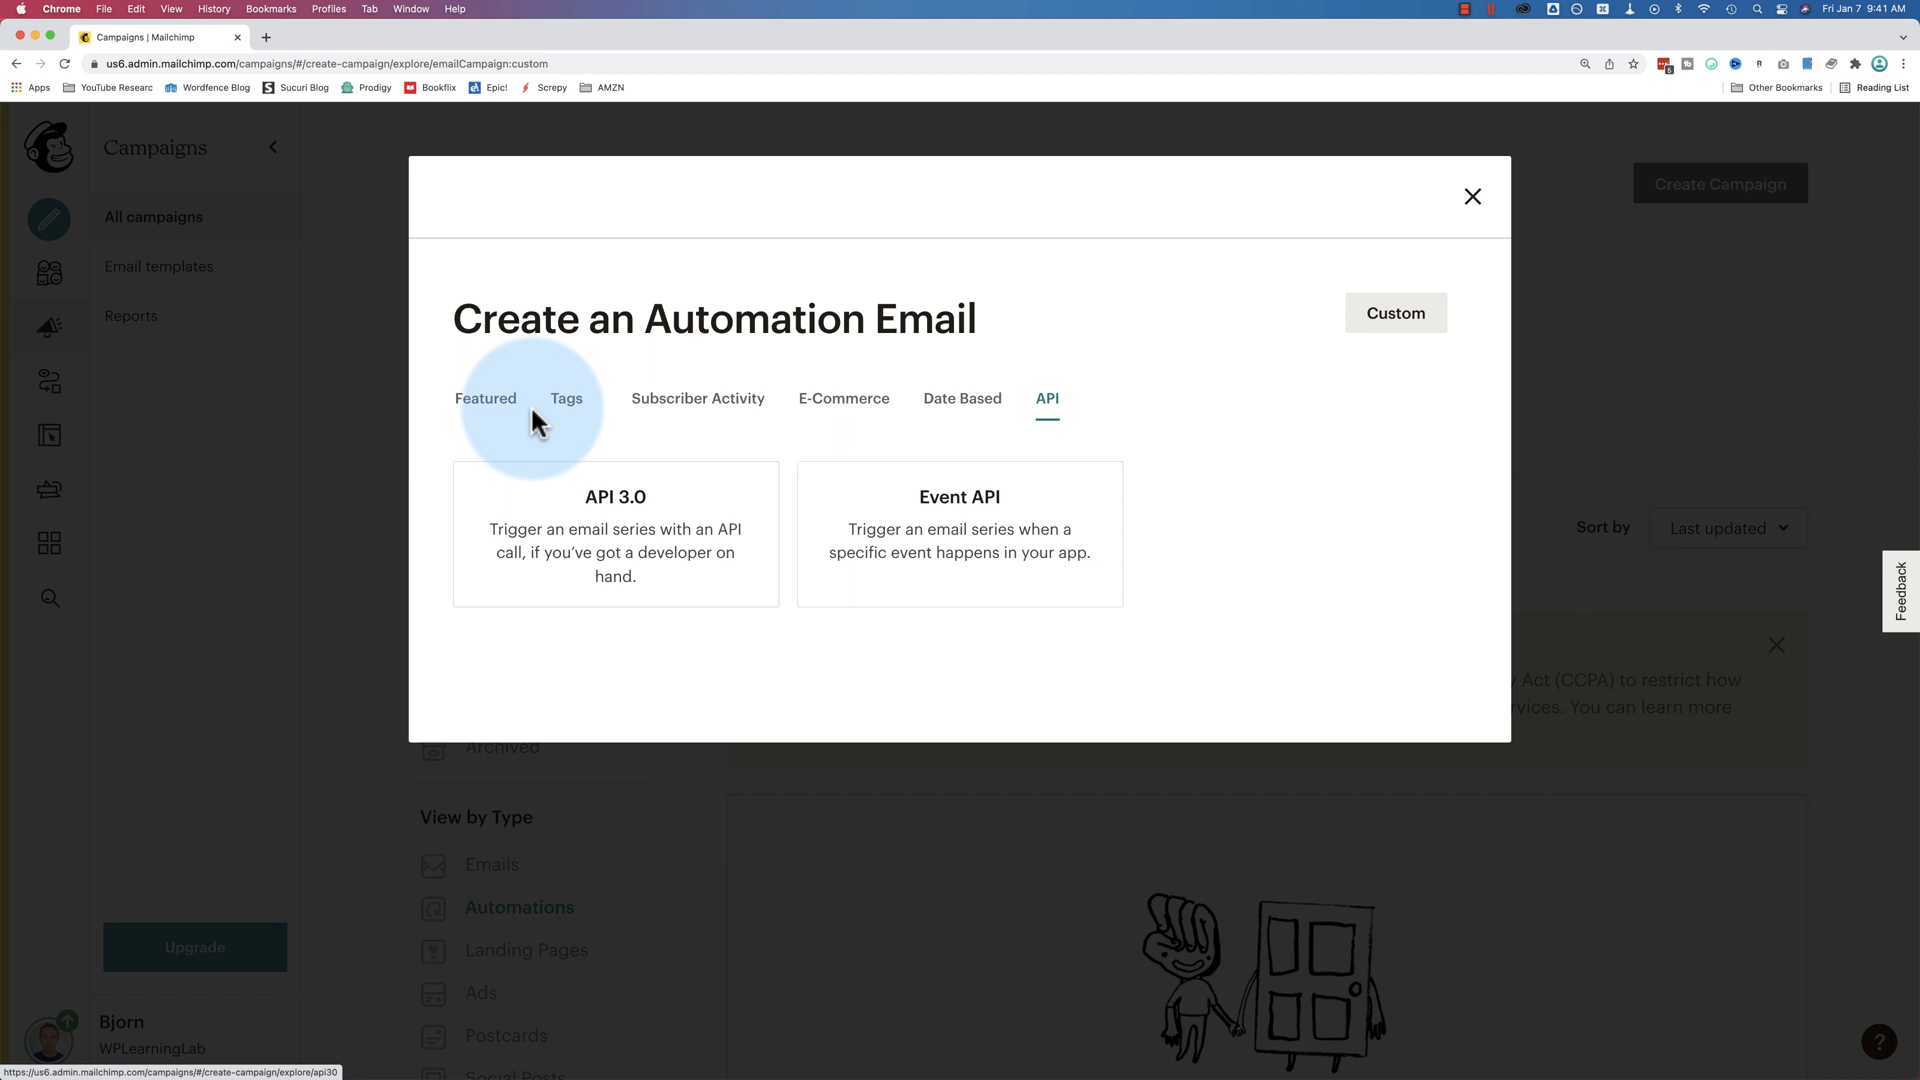 Chrome File Edit View History Bookmarks Profiles Tab Window Help
Fri Jan 7 9:41 AM
Campaigns | Mailchimp
us6.admin.mailchimp.com/campaigns/#/create-campaign/explore/emailCampaign:custom
Apps YouTube Researc Wordfence Blog Sucuri Blog Prodigy Bookflix Epic! Screpy AMZN Other Bookmarks Reading List
Campaigns
All campaigns
Email templates
Reports
Upgrade
Bjorn
WPLearningLab
Create Campaign
Create an Automation Email
Custom
Featured Tags Subscriber Activity E-Commerce Date Based API
API 3.0
Trigger an email series with an API
call, if you've got a developer on
hand.
Event API
Trigger an email series when a
specific event happens in your app.
Sort by Last updated
Feedback
Act (CCPA) to restrict how
You can learn more
Archived
View by Type
Emails
Automations
Landing Pages
Ads
Postcards
Social Posts
?
https://us6.admin.mailchimp.com/campaigns/#/create-campaign/explore/api30